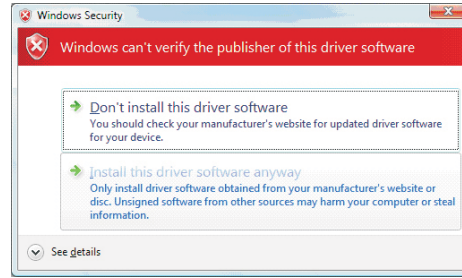 Windows Security
Windows can't verify the publisher of this driver software
Don't install this driver software
You should check your manufacturer's website for updated driver software
for your device.
Install this driver software anyway
Only install driver software obtained from your manufacturer's website or
disc. Unsigned software from other sources may harm your computer or steal
information.
See details